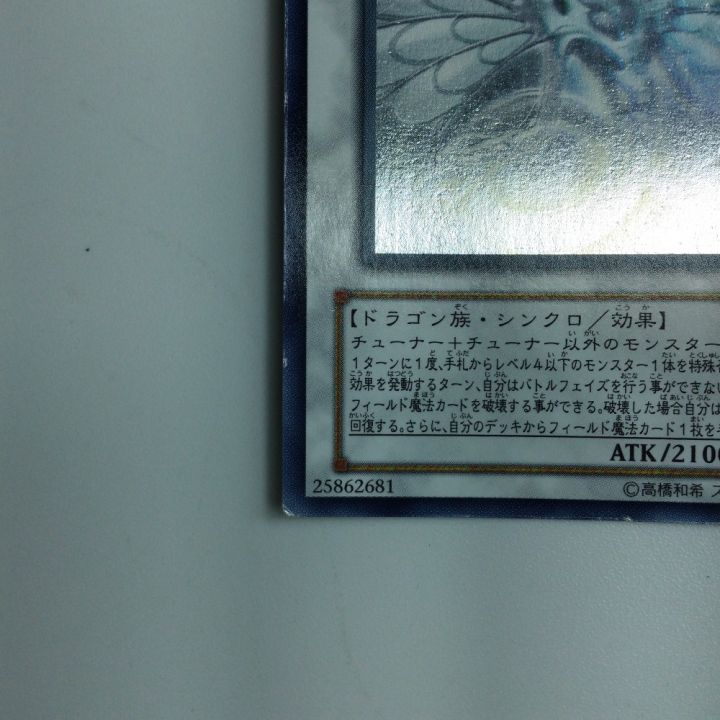 【ドラゴン族・シンクロ／効果】
チューナー＋チューナー以外のモンスター
1ターンに1度、手札からレベル4以下のモンスター1体を特殊
効果を発動するターン、自分はバトルフェイズを行う事ができない
フィールド魔法カードを破壊する事ができる。破壊した場合自分は
回復する。さらに、自分のデッキからフィールド魔法カード1枚を
ATK/2100
25862681
©高橋和希 ス